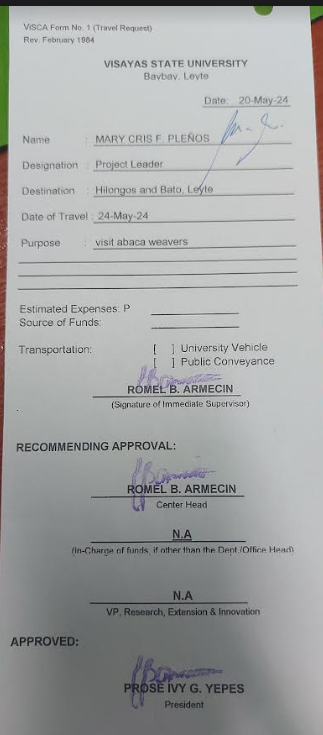 ViSCA Form No. 1 (Travel Request)
Rev. February 1984
VISAYAS STATE UNIVERSITY
Baybay, Leyte
Date: 20-May-24
Name : MARY CRIS F. PLEÑOS
Designation : Project Leader
Destination : Hilongos and Bato, Leyte
Date of Travel : 24-May-24
Purpose : visit abaca weavers
Estimated Expenses: P
Source of Funds:
Transportation: [ ] University Vehicle
[ ] Public Conveyance
ROMEL B. ARMECIN
(Signature of Immediate Supervisor)
RECOMMENDING APPROVAL:
ROMEL B. ARMECIN
Center Head
N.A
(In-Charge of funds, if other than the Dept./Office Head)
N.A
VP, Research, Extension & Innovation
APPROVED:
PROSE IVY G. YEPES
President